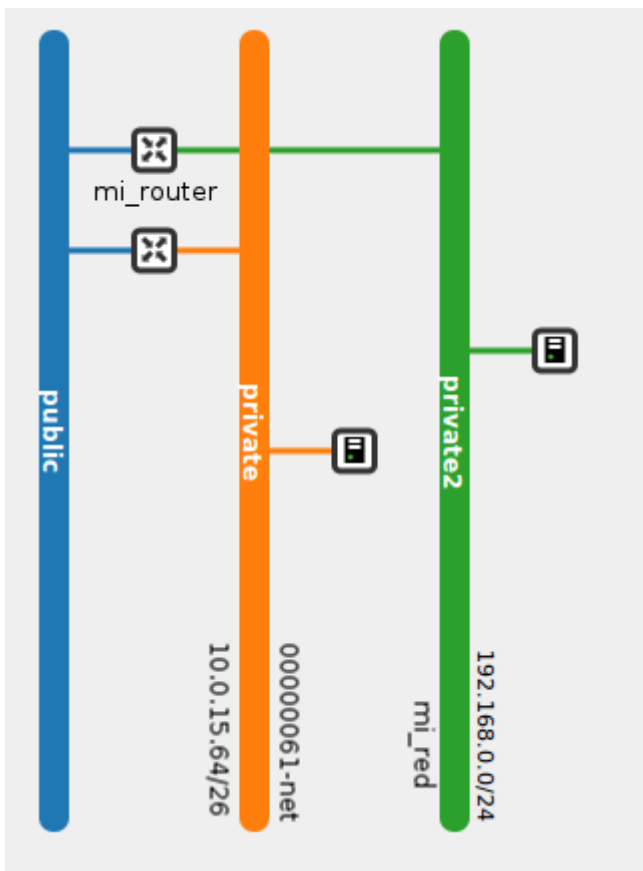 mi_router
public
private
private2
10.0.15.64/26
00000061-net
mi_red
192.168.0.0/24